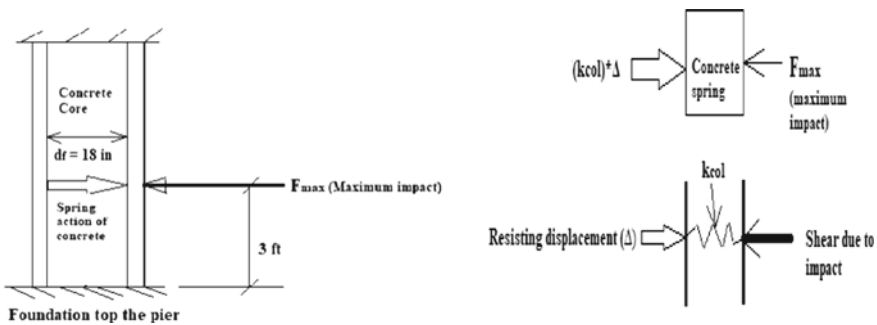 Concrete
Core
df = 18 in
Fmax (Maximum impact)
Spring
action of
concrete
3 ft
Foundation top the pier
(kcol)*Δ
Concrete
spring
Fmax
(maximum
impact)
kcol
Resisting displacement (Δ)
Shear due to
impact